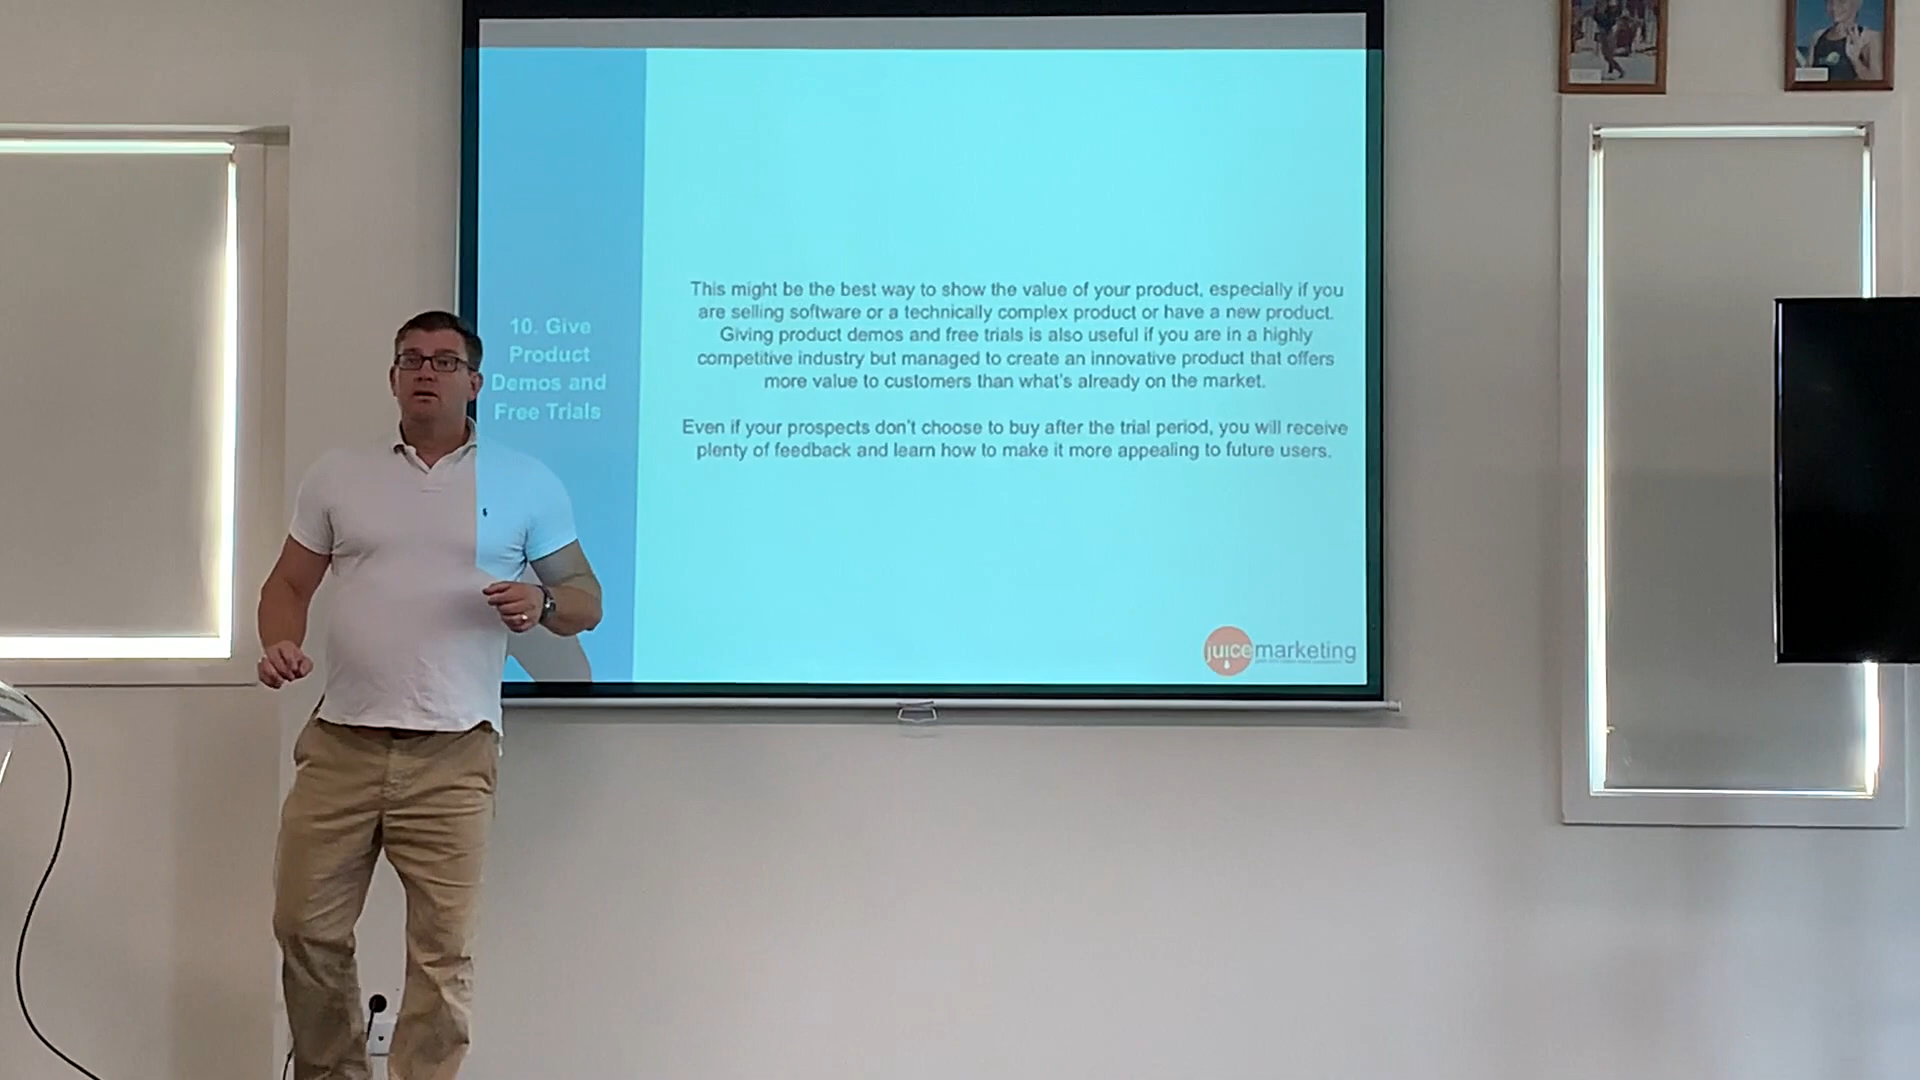 10. Give
Product
Demos and
Free Trials
This might be the best way to show the value of your product, especially if you
are selling software or a technically complex product or have a new product.
Giving product demos and free trials is also useful if you are in a highly
competitive industry but managed to create an innovative product that offers
more value to customers than what's already on the market.
Even if your prospects don't choose to buy after the trial period, you will receive
plenty of feedback and learn how to make it more appealing to future users.
juicemarketing